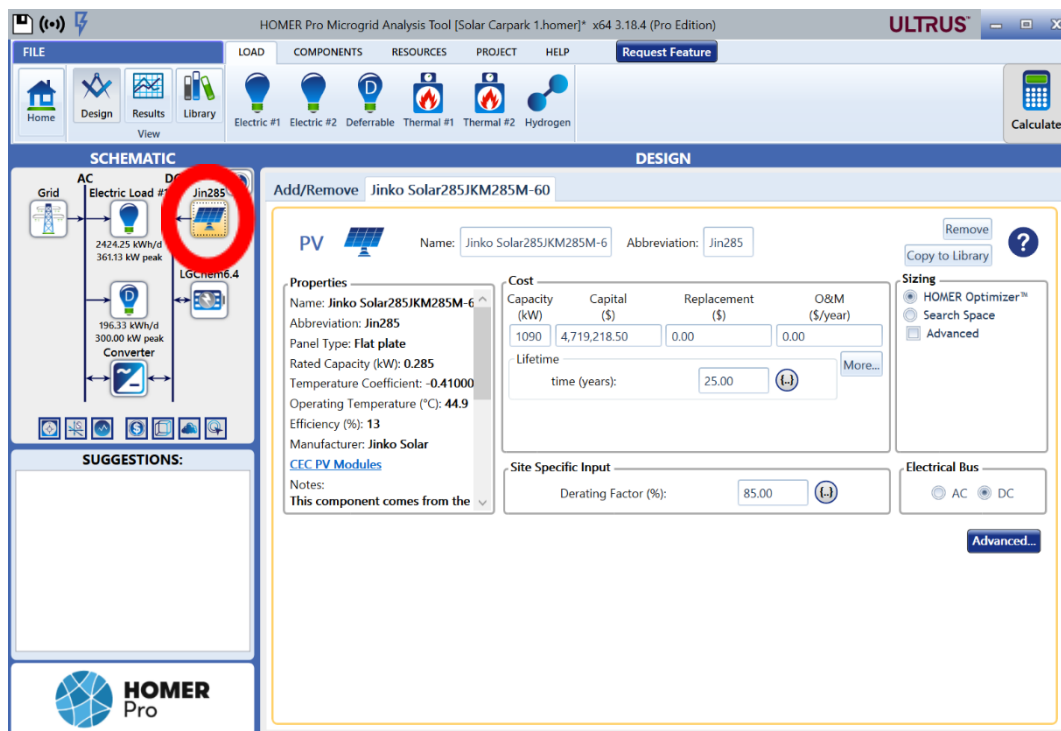 HOMER Pro Microgrid Analysis Tool [Solar Carpark 1.homer]* x64 3.18.4 (Pro Edition)
ULTRUS™
FILE
LOAD
COMPONENTS
RESOURCES
PROJECT
HELP
Request Feature
Home
Design
Results
Library
View
Electric #1
Electric #2
Deferrable
Thermal #1
Thermal #2
Hydrogen
Calculate
SCHEMATIC
DESIGN
AC
Grid
Electric Load #1
Jin285
2424.25 kWh/d
361.13 kW peak
LGChem6.4
196.33 kWh/d
300.00 kW peak
Converter
SUGGESTIONS:
HOMER
Pro
Add/Remove
Jinko Solar285JKM285M-60
PV
Name: Jinko Solar285JKM285M-6
Abbreviation: Jin285
Remove
Copy to Library
Properties
Name: Jinko Solar285JKM285M-6
Abbreviation: Jin285
Panel Type: Flat plate
Rated Capacity (kW): 0.285
Temperature Coefficient: -0.41000
Operating Temperature (°C): 44.9
Efficiency (%): 13
Manufacturer: Jinko Solar
CEC PV Modules
Notes:
This component comes from the
Cost
Capacity (kW)
Capital ($)
Replacement ($)
O&M ($/year)
1090
4,719,218.50
0.00
0.00
Lifetime
time (years): 25.00
More...
Sizing
HOMER Optimizer™
Search Space
Advanced
Site Specific Input
Derating Factor (%): 85.00
Electrical Bus
AC DC
Advanced...